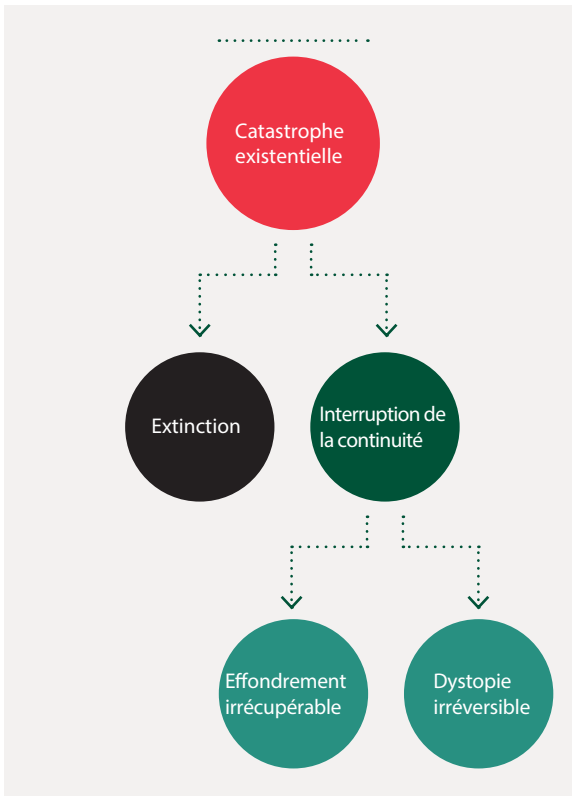 Catastrophe
existentielle
Extinction
Interruption de
la continuité
Effondrement
irrécupérable
Dystopie
irréversible